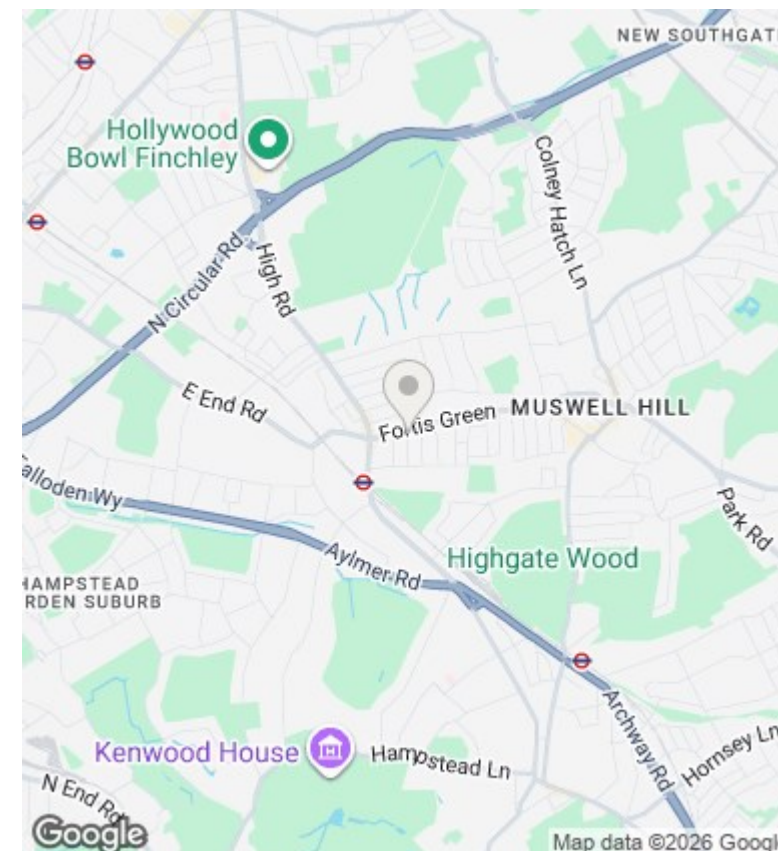 NEW SOUTHGAT
Hollywood
Bowl Finchley
Colney Hatch Ln
N Circular Rd
High Rd
E End Rd
Fortis Green
MUSWELL HILL
alloden Wy
Park Rd
Aylmer Rd
Highgate Wood
HAMPSTEAD
RDEN SUBURB
Archway Rd
Kenwood House
Hampstead Ln
Hornsey Ln
N End Rd
Google
Map data ©2026 Googl